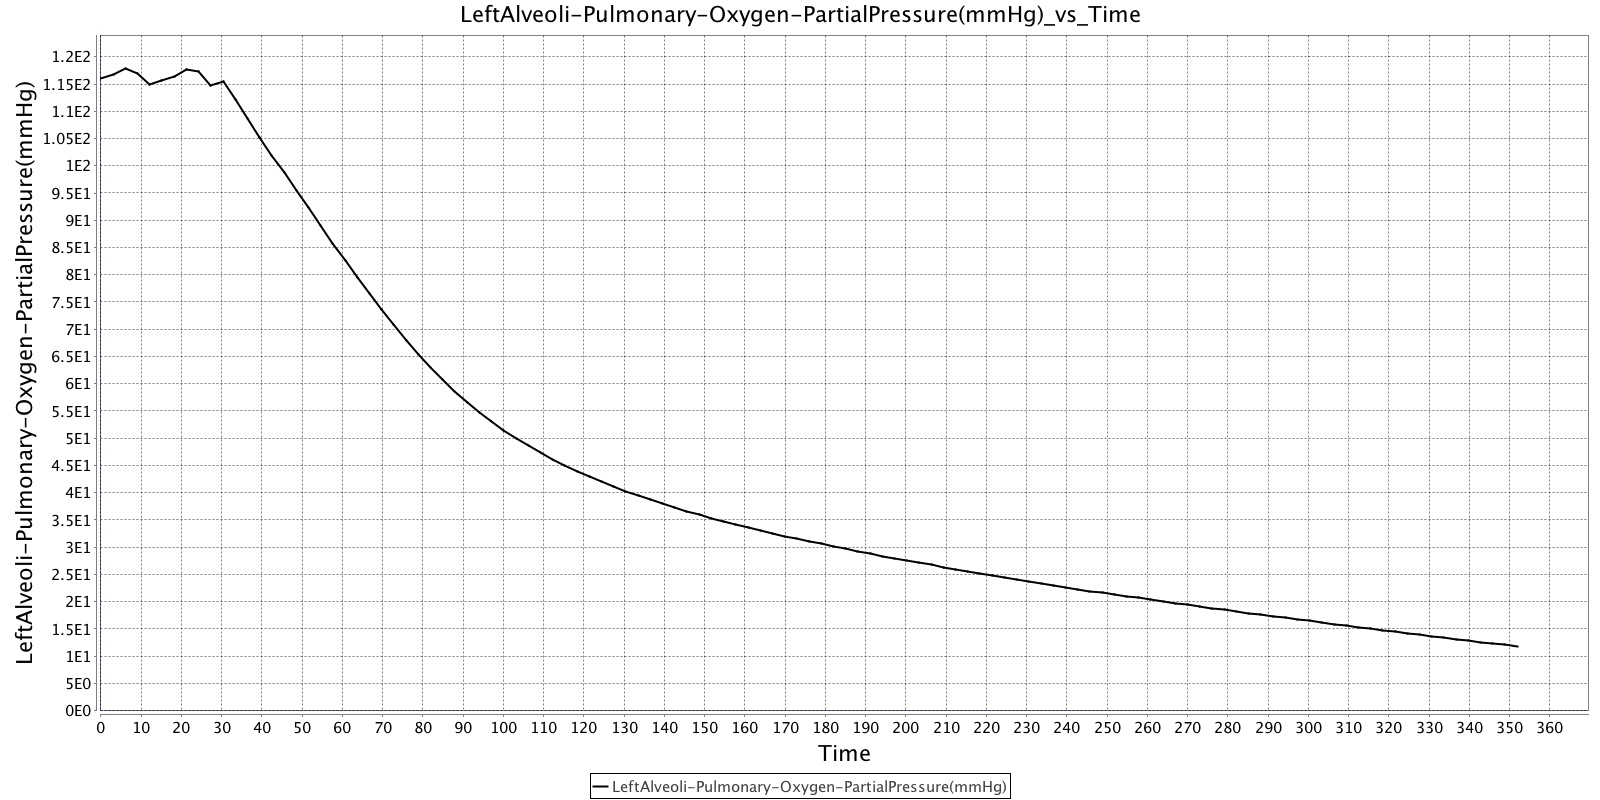 LeftAlveoli-Pulmonary-Oxygen-PartialPressure(mmHg)_vs_Time
LeftAlveoli-Pulmonary-Oxygen-PartialPressure(mmHg)
1.2E2
1.15E2
1.1E2
1.05E2
1E2
9.5E1
9E1
8.5E1
8E1
7.5E1
7E1
6.5E1
6E1
5.5E1
5E1
4.5E1
4E1
3.5E1
3E1
2.5E1
2E1
1.5E1
1E1
5E0
0E0
0 10 20 30 40 50 60 70 80 90 100 110 120 130 140 150 160 170 180 190 200 210 220 230 240 250 260 270 280 290 300 310 320 330 340 350 360
Time
LeftAlveoli-Pulmonary-Oxygen-PartialPressure(mmHg)